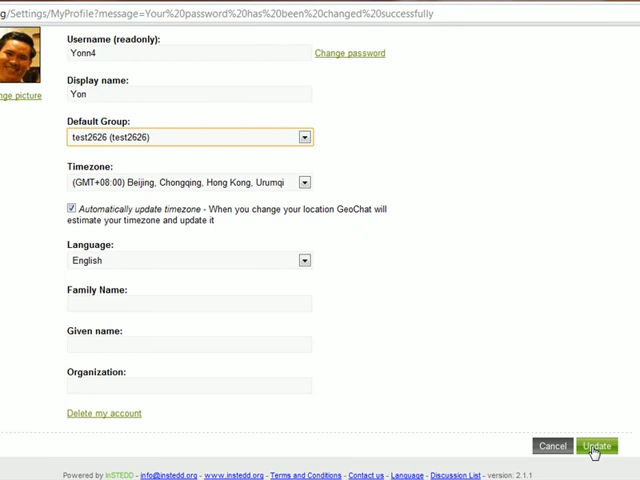 g/Settings/MyProfile?message=Your%20password%20has%20been%20changed%20successfully
Username (readonly):
Yonn4
Change password
Display name:
Yon
nge picture
Default Group:
test2626 (test2626)
Timezone:
(GMT+08:00) Beijing, Chongqing, Hong Kong, Urumqi
Automatically update timezone - When you change your location GeoChat will
estimate your timezone and update it
Language:
English
Family Name:
Given name:
Organization:
Delete my account
Cancel
Update
Powered by InSTEDD - info@instedd.org - www.instedd.org - Terms and Conditions - Contact us - Language - Discussion List - version: 2.1.1